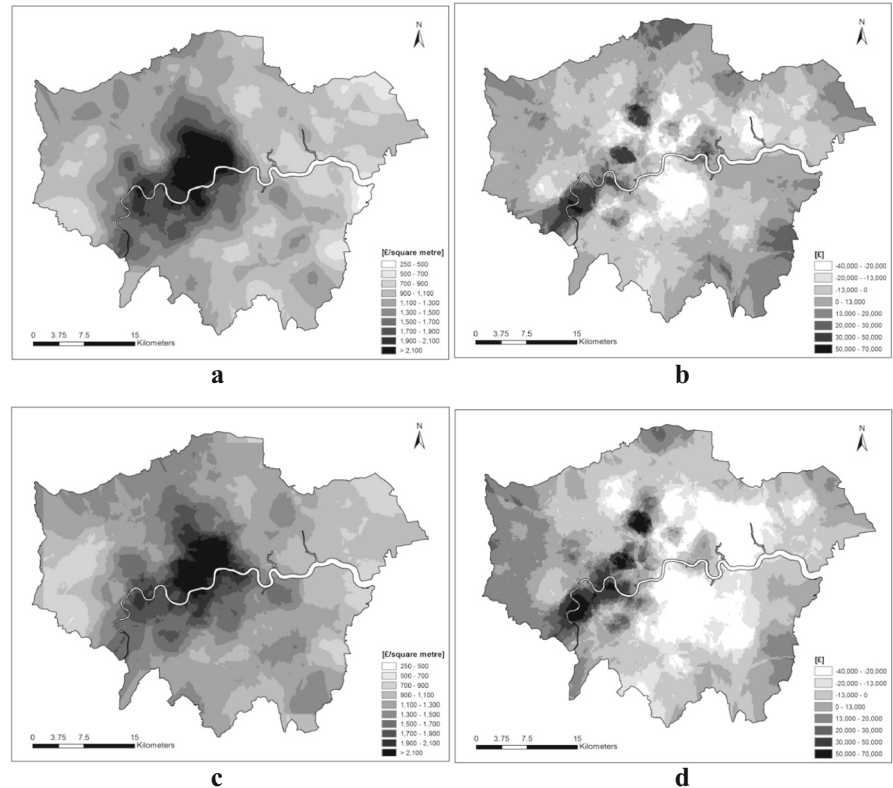 N
[£/square metre]
250 - 500
500 - 700
700 - 900
900 - 1,100
1,100 - 1,300
1,300 - 1,500
1,500 - 1,700
1,700 - 1,900
1,900 - 2,100
> 2,100
0 3.75 7.5 15
Kilometers
a
N
[£]
-40,000 - -20,000
-20,000 - -13,000
-13,000 - 0
0 - 13,000
13,000 - 20,000
20,000 - 30,000
30,000 - 50,000
50,000 - 70,000
0 3.75 7.5 15
Kilometers
b
N
[£/square metre]
250 - 500
500 - 700
700 - 900
900 - 1,100
1,100 - 1,300
1,300 - 1,500
1,500 - 1,700
1,700 - 1,900
1,900 - 2,100
> 2,100
0 3.75 7.5 15
Kilometers
c
N
[£]
-40,000 - -20,000
-20,000 - -13,000
-13,000 - 0
0 - 13,000
13,000 - 20,000
20,000 - 30,000
30,000 - 50,000
50,000 - 70,000
0 3.75 7.5 15
Kilometers
d